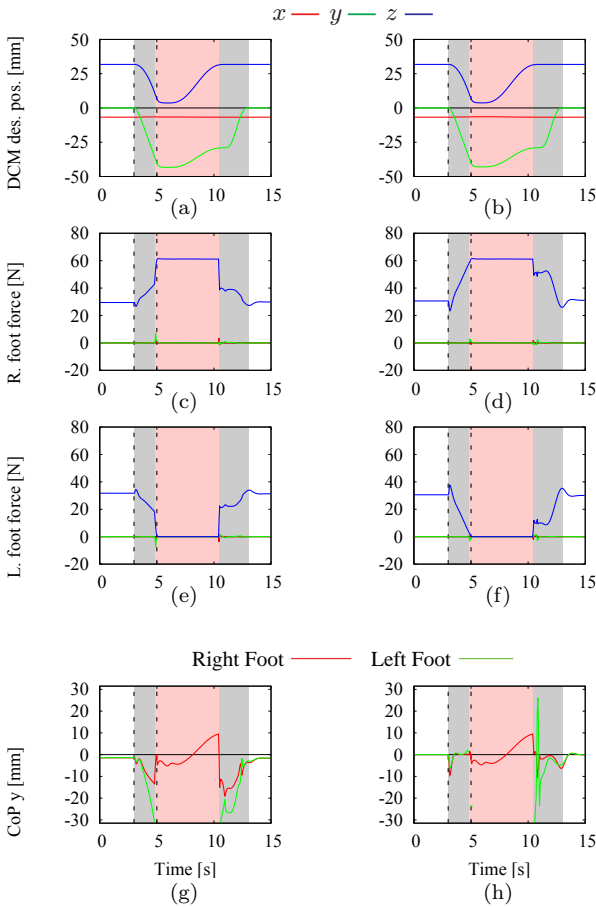 x y z
DCM des. pos. [mm]
50
25
0
-25
-50
0 5 10 15
(a)
50
25
0
-25
-50
0 5 10 15
(b)
R. foot force [N]
80
60
40
20
0
-20
0 5 10 15
(c)
80
60
40
20
0
-20
0 5 10 15
(d)
L. foot force [N]
80
60
40
20
0
-20
0 5 10 15
(e)
80
60
40
20
0
-20
0 5 10 15
(f)
Right Foot Left Foot
CoP y [mm]
30
20
10
0
-10
-20
-30
0 5 10 15
Time [s]
(g)
30
20
10
0
-10
-20
-30
0 5 10 15
Time [s]
(h)